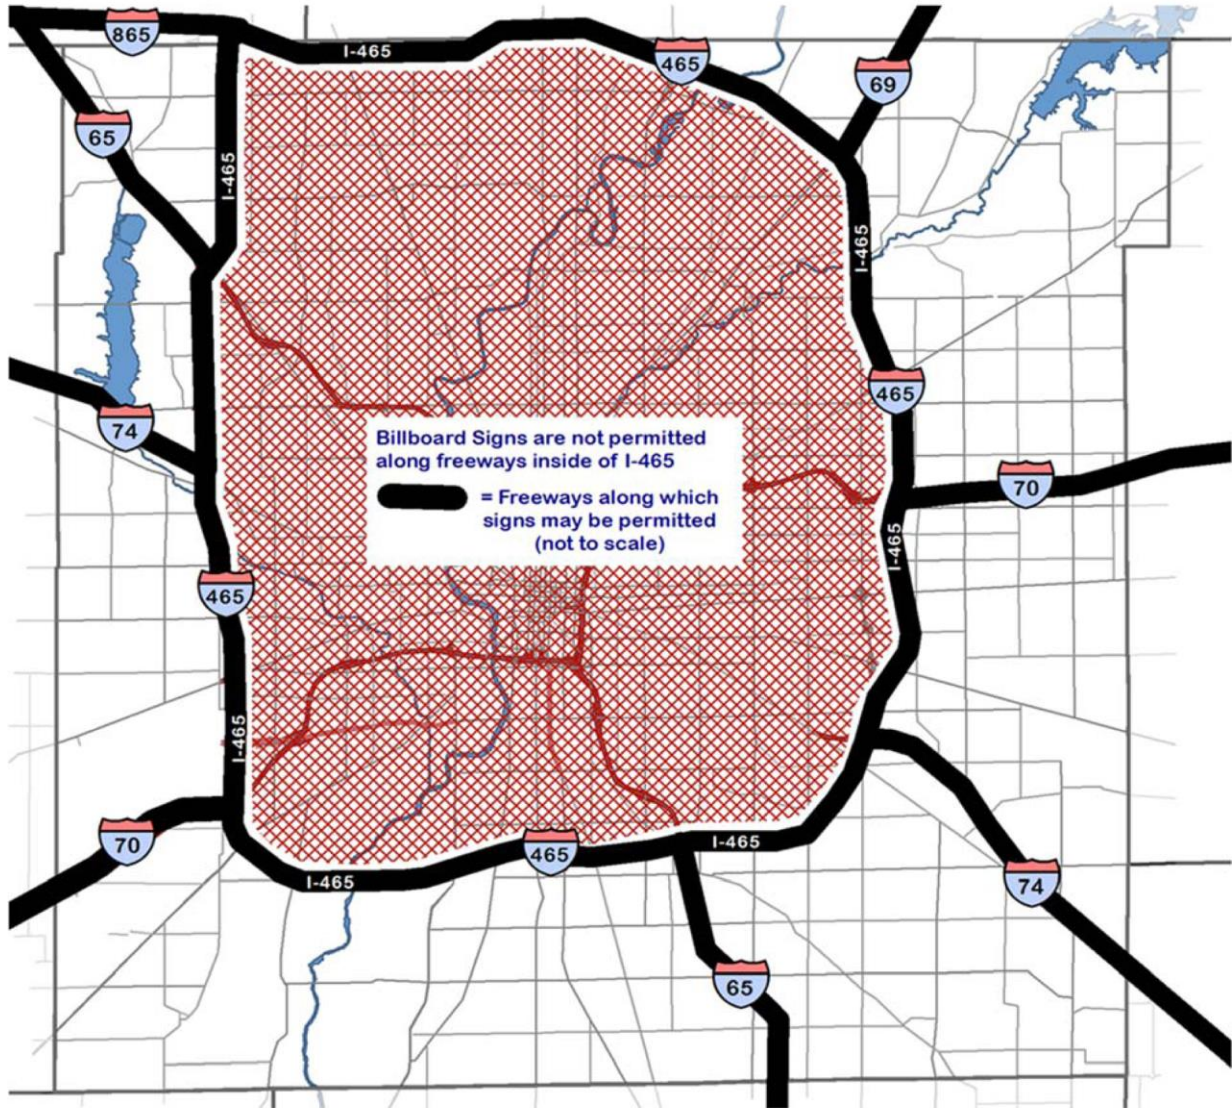 865
I-465
465
69
65
I-465
I-465
465
74
Billboard Signs are not permitted
along freeways inside of I-465
= Freeways along which
signs may be permitted
(not to scale)
70
I-465
465
I-465
70
465
I-465
I-465
74
65